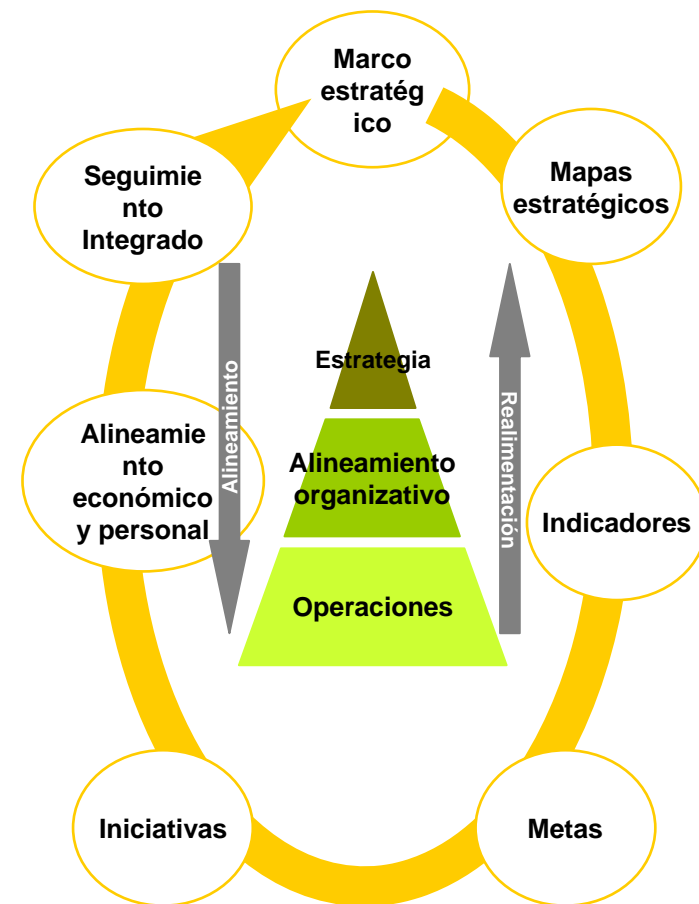 Marco
estratég
ico
Mapas
estratégicos
Seguimie
nto
Integrado
Estrategia
Alineamiento
Realimentación
Alineamie
nto
económico
y personal
Alineamiento
organizativo
Indicadores
Operaciones
Iniciativas
Metas